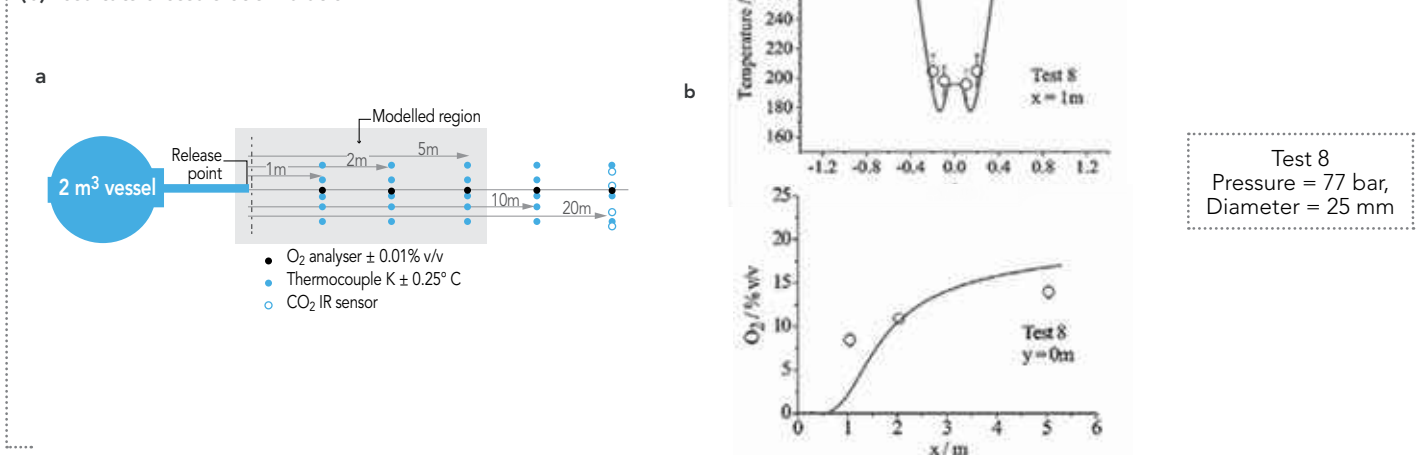 a
Modelled region
Release
point
5m
2m
1m
2 m³ vessel
10m
20m
O₂ analyser ± 0.01% v/v
Thermocouple K ± 0.25° C
CO₂ IR sensor
b
Temperature /
240
220
200
180
160
Test 8
x = 1m
-1.2 -0.8 -0.4 0.0 0.4 0.8 1.2
25
20
15
10
5
0
O₂ / % v/v
Test 8
y = 0m
0 1 2 3 4 5 6
x / m
Test 8
Pressure = 77 bar,
Diameter = 25 mm